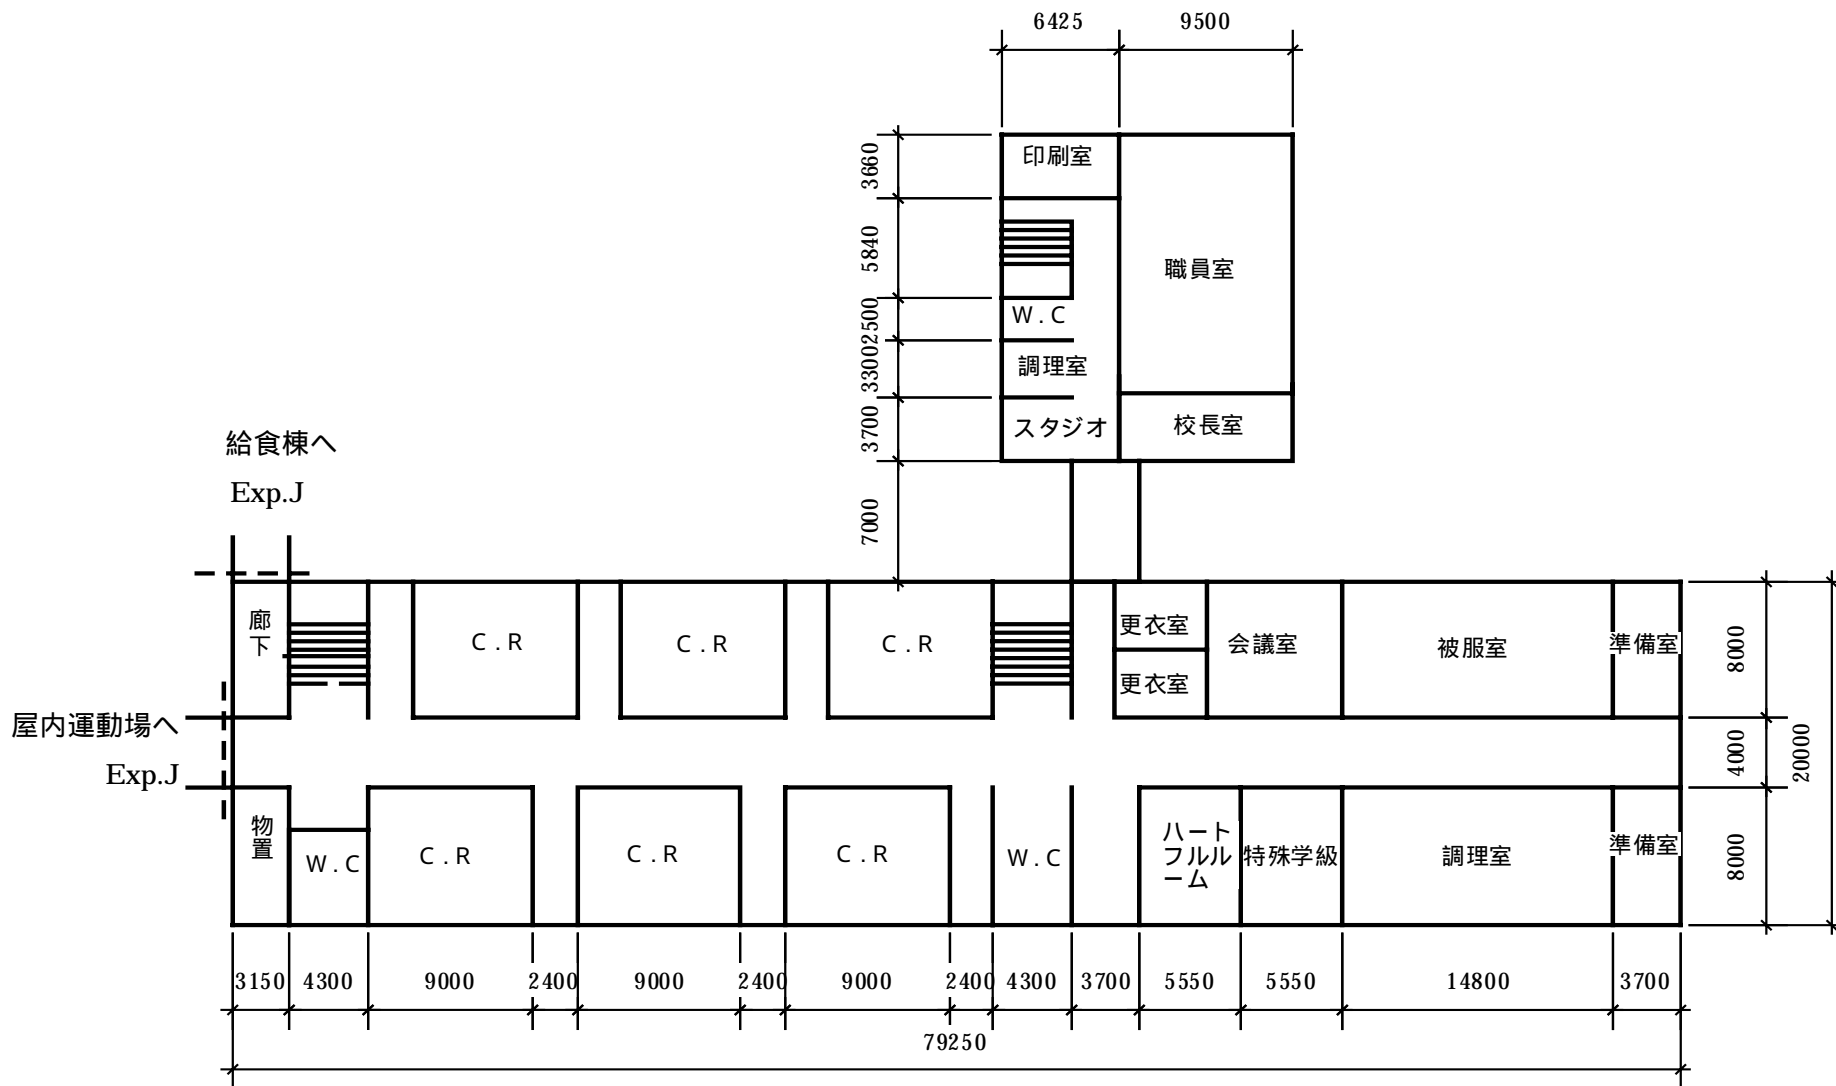 6425
9500
3660
印刷室
5840
職員室
2500
W.C
3300
調理室
3700
スタジオ
校長室
給食棟へ
Exp.J
7000
廊
下
C.R
C.R
C.R
更衣室
更衣室
会議室
被服室
準備室
8000
屋内運動場へ
Exp.J
4000
20000
物
置
W.C
C.R
C.R
C.R
W.C
ハート
フルル
ーム
特殊学級
調理室
準備室
8000
3150
4300
9000
2400
9000
2400
9000
2400
4300
3700
5550
5550
14800
3700
79250